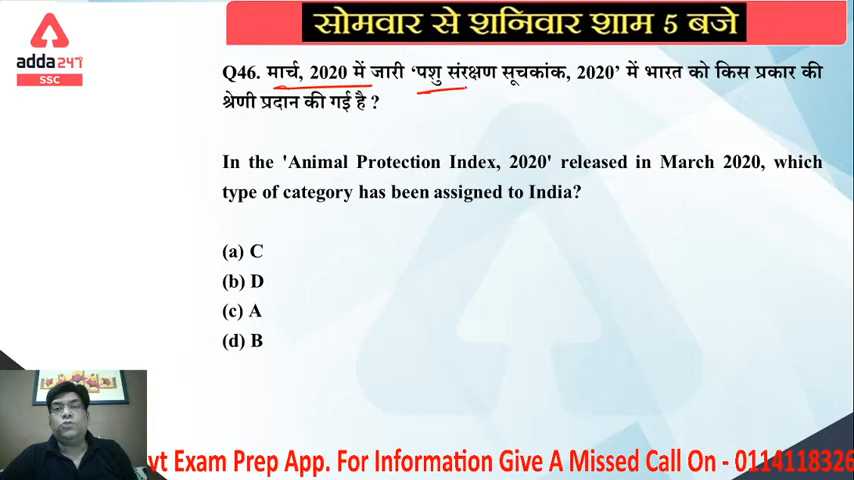 सोमवार से शनिवार शाम 5 बजे
adda247
SSC
Q46. मार्च, 2020 में जारी ‘पशु संरक्षण सूचकांक, 2020’ में भारत को किस प्रकार की
श्रेणी प्रदान की गई है ?
In the 'Animal Protection Index, 2020' released in March 2020, which
type of category has been assigned to India?
(a) C
(b) D
(c) A
(d) B
vt Exam Prep App. For Information Give A Missed Call On - 0114118326